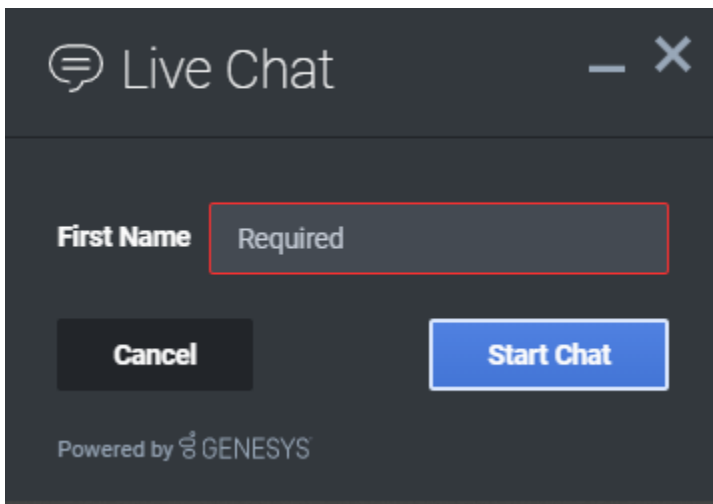 Live Chat
First Name Required
Cancel Start Chat
Powered by GENESYS